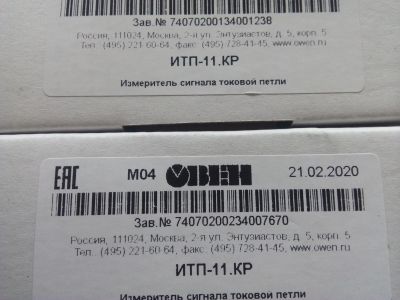 Зав.№ 74070200134001238
Россия, 111024, Москва, 2-я ул. Энтузиастов, д. 5, корп. 5
Тел.: (495) 221-60-64, факс: (495) 728-41-45, www.owen.ru
ИТП-11.КР
Измеритель сигнала токовой петли
ЕАС М04 ОВЕН 21.02.2020
Зав.№ 74070200234007670
Россия, 111024, Москва, 2-я ул. Энтузиастов, д. 5, корп. 5
Тел.: (495) 221-60-64, факс: (495) 728-41-45, www.owen.ru
ИТП-11.КР
Измеритель сигнала токовой петли